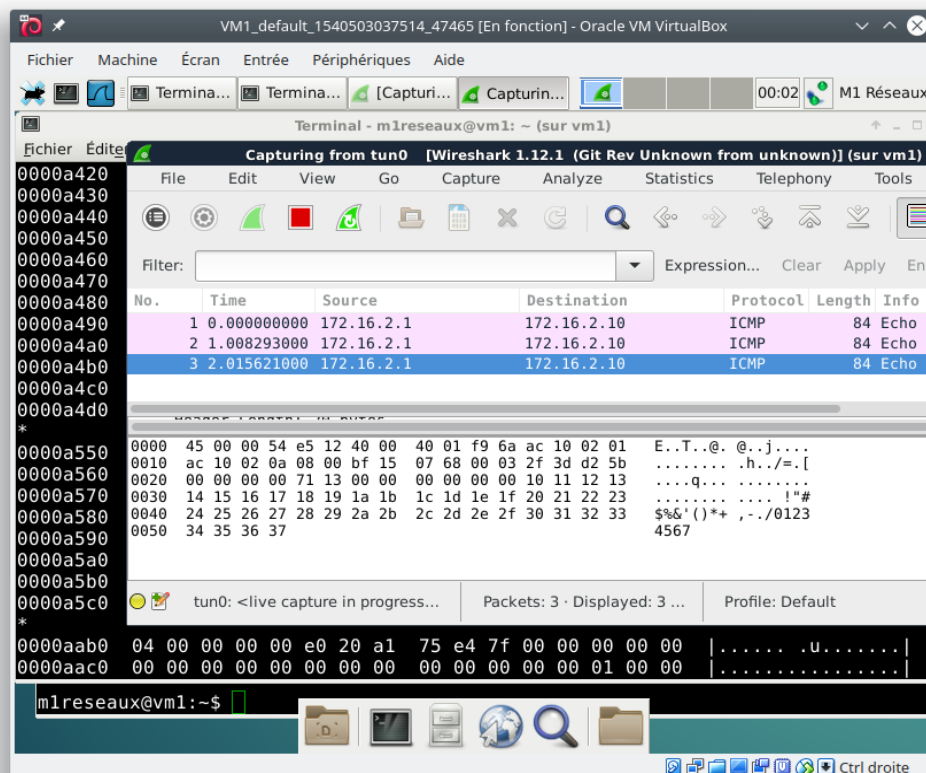 VM1_default_1540503037514_47465 [En fonction] - Oracle VM VirtualBox
Fichier Machine Écran Entrée Périphériques Aide
Termina... Termina... [Capturi... Capturin... 00:02 M1 Réseaux
Terminal - m1reseaux@vm1: ~ (sur vm1)
Fichier Éditer
Capturing from tun0 [Wireshark 1.12.1 (Git Rev Unknown from unknown)] (sur vm1)
File Edit View Go Capture Analyze Statistics Telephony Tools
Filter: Expression... Clear Apply
No. Time Source Destination Protocol Length Info
1 0.000000000 172.16.2.1 172.16.2.10 ICMP 84 Echo
2 1.008293000 172.16.2.1 172.16.2.10 ICMP 84 Echo
3 2.015621000 172.16.2.1 172.16.2.10 ICMP 84 Echo
0000 45 00 00 54 e5 12 40 00 40 01 f9 6a ac 10 02 01 E..T..@. @..j....
0010 ac 10 02 0a 08 00 bf 15 07 68 00 03 2f 3d d2 5b ........ .h../=.[
0020 00 00 00 00 71 13 00 00 00 00 00 00 10 11 12 13 ....q... ........
0030 14 15 16 17 18 19 1a 1b 1c 1d 1e 1f 20 21 22 23 ........ .... !"#
0040 24 25 26 27 28 29 2a 2b 2c 2d 2e 2f 30 31 32 33 $%&'()*+ ,-./0123
0050 34 35 36 37 4567
tun0: <live capture in progress... Packets: 3 · Displayed: 3 ... Profile: Default
0000a420
0000a430
0000a440
0000a450
0000a460
0000a470
0000a480
0000a490
0000a4a0
0000a4b0
0000a4c0
0000a4d0
*
0000a550
0000a560
0000a570
0000a580
0000a590
0000a5a0
0000a5b0
0000a5c0
*
0000aab0 04 00 00 00 00 e0 20 a1 75 e4 7f 00 00 00 00 00 |...... .u.......|
0000aac0 00 00 00 00 00 00 00 00 00 00 00 00 00 01 00 00 |................|
m1reseaux@vm1:~$
Ctrl droite